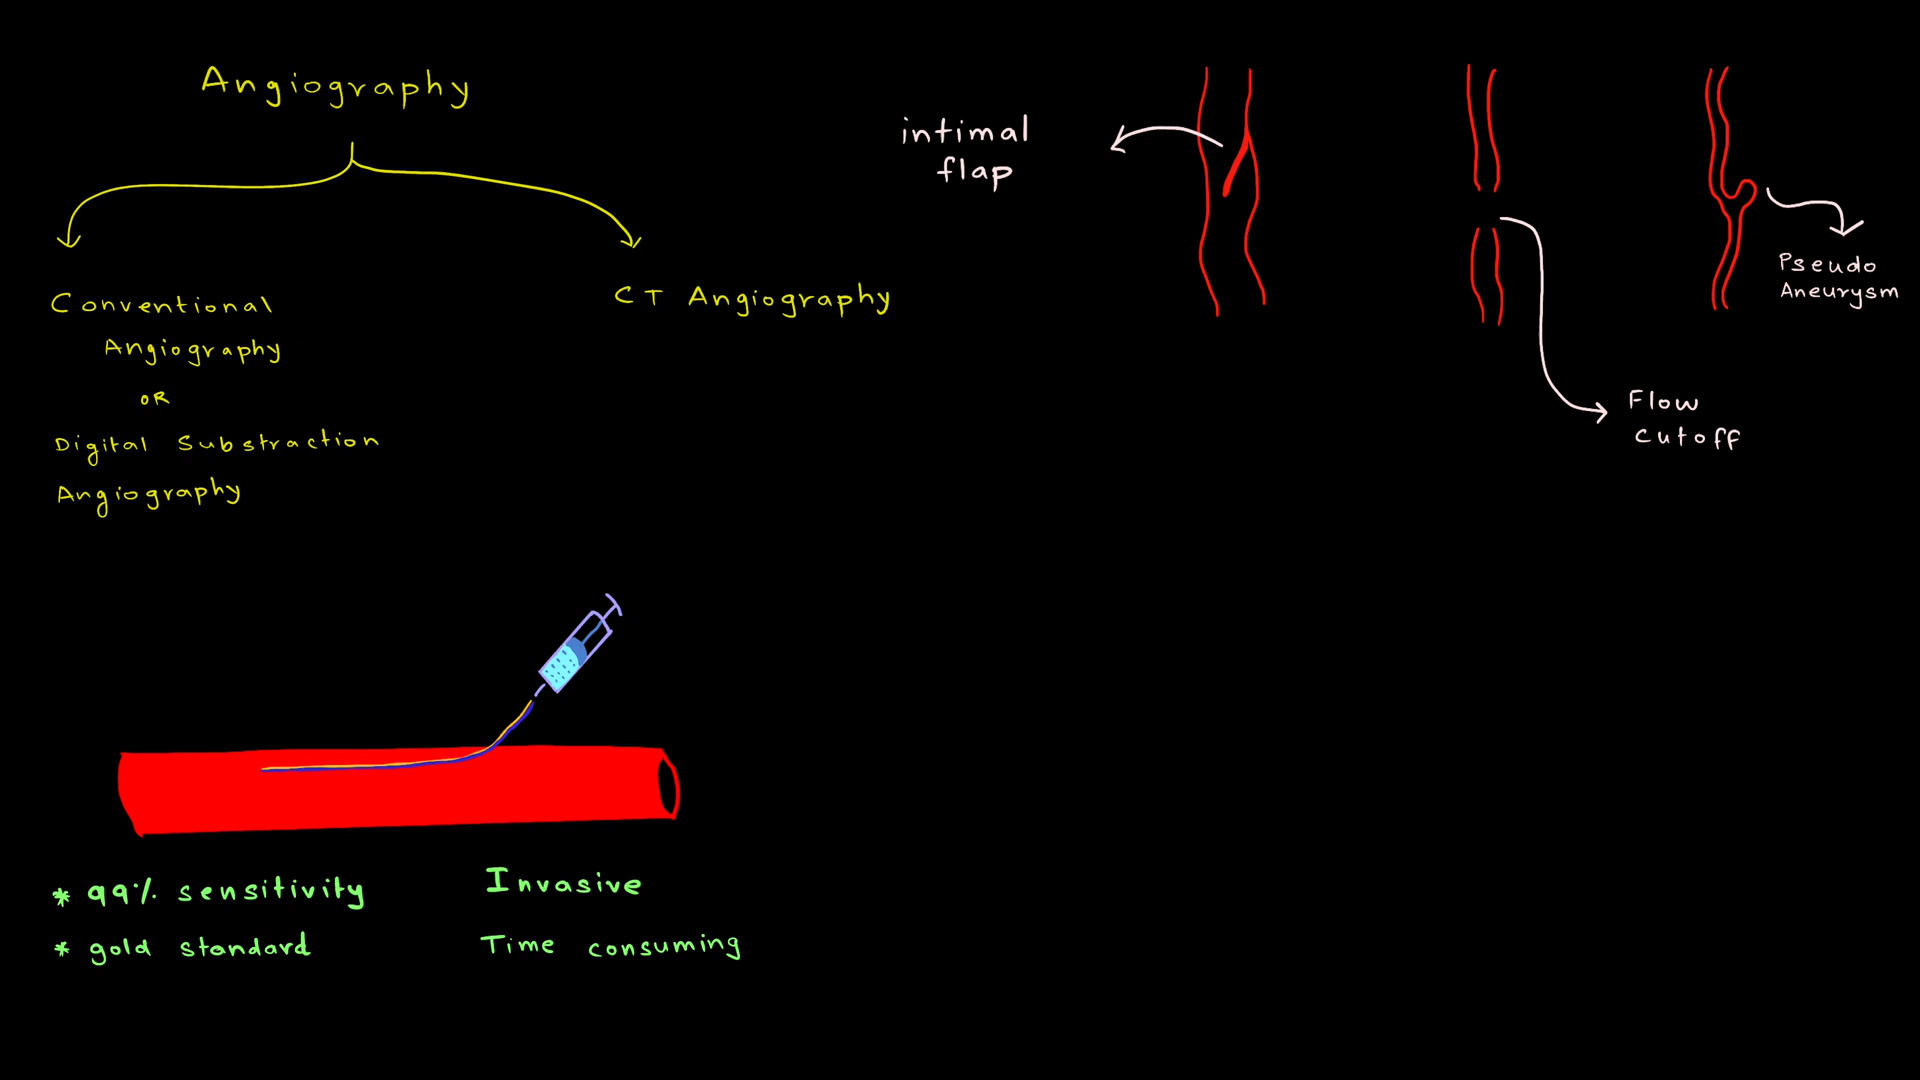 Angiography
Conventional
Angiography
OR
Digital Substraction
Angiography
CT Angiography
intimal
flap
Pseudo
Aneurysm
Flow
cutoff
* 99% sensitivity
* gold standard
Invasive
Time consuming